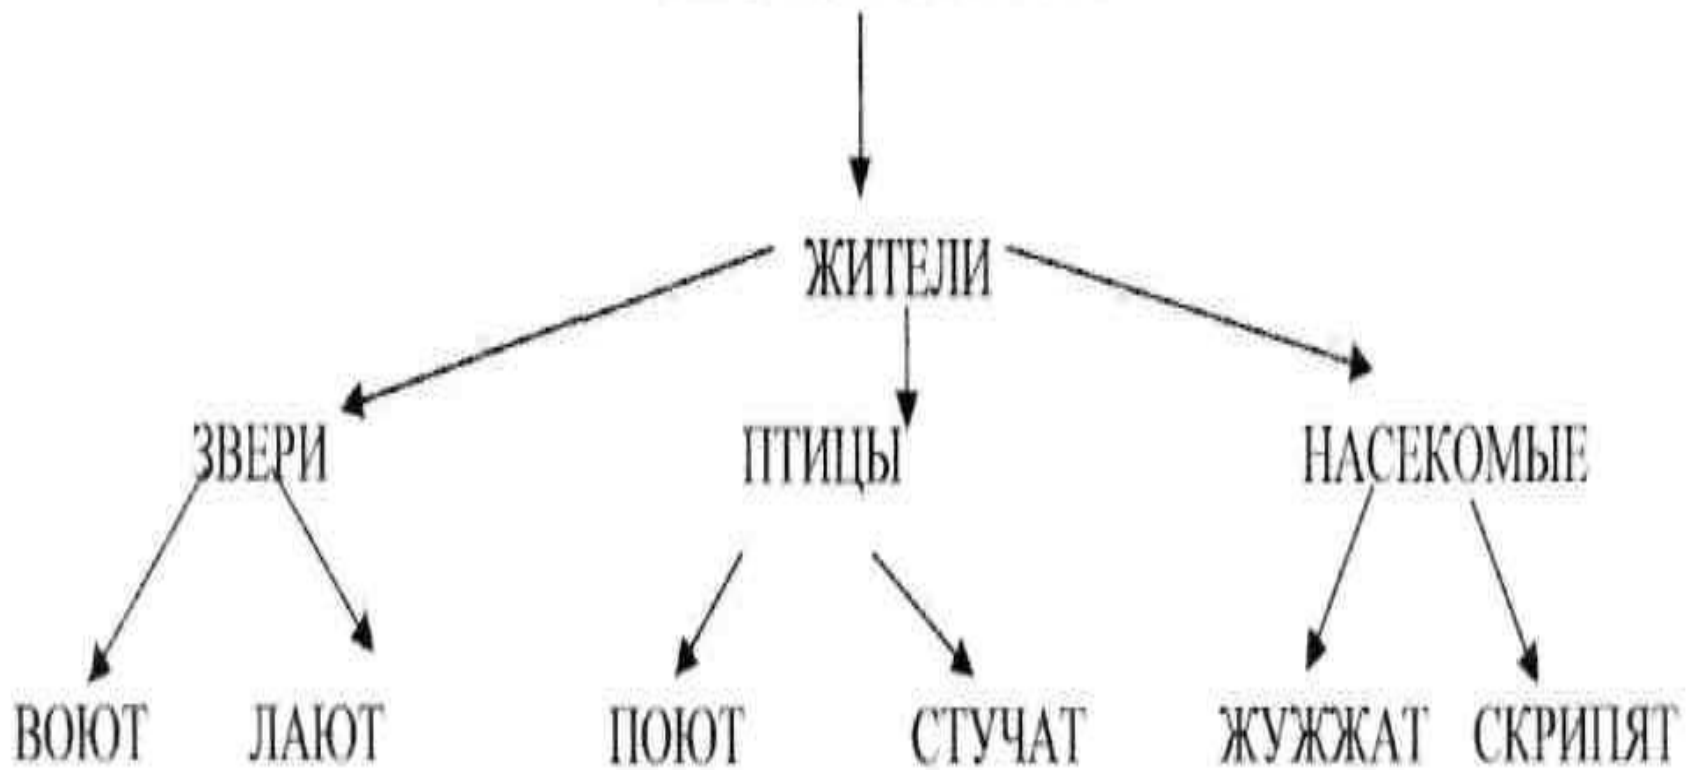 ЖИТЕЛИ
ЗВЕРИ ПТИЦЫ НАСЕКОМЫЕ
ВОЮТ ЛАЮТ ПОЮТ СТУЧАТ ЖУЖЖАТ СКРИПЯТ